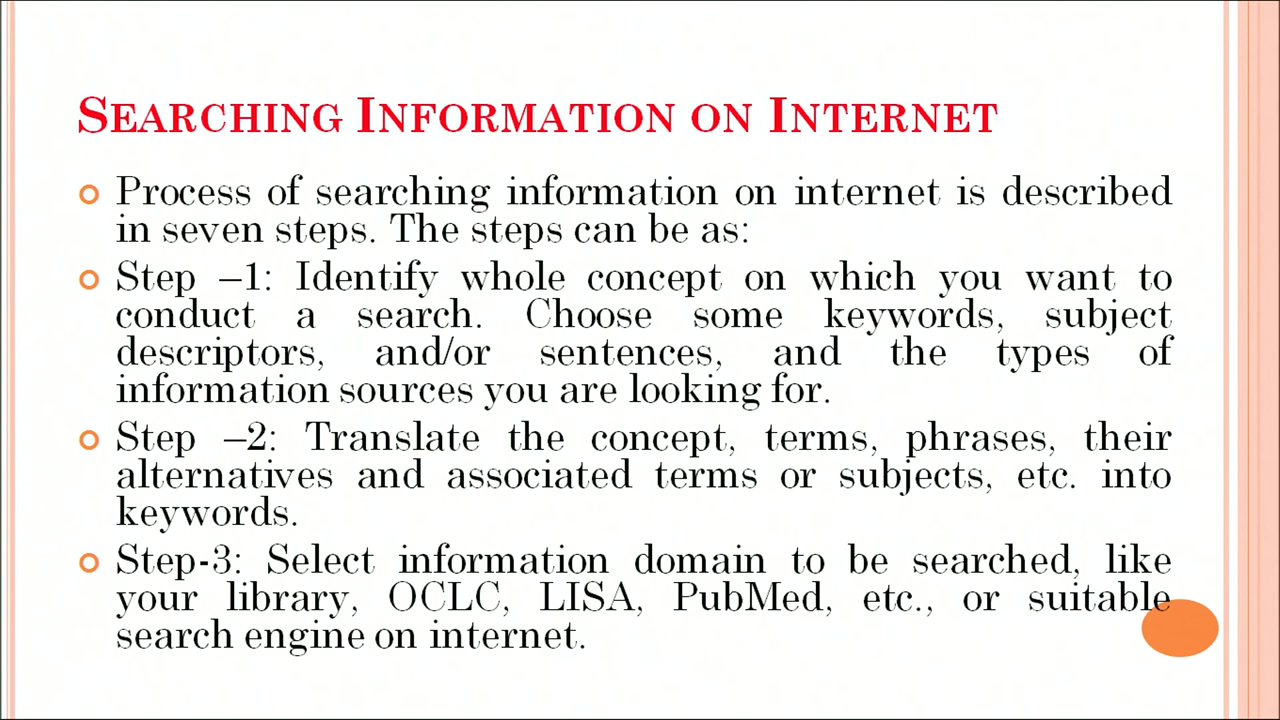 SEARCHING INFORMATION ON INTERNET
Process of searching information on internet is described
in seven steps. The steps can be as:
Step –1: Identify whole concept on which you want to
conduct a search. Choose some keywords, subject
descriptors, and/or sentences, and the types of
information sources you are looking for.
Step –2: Translate the concept, terms, phrases, their
alternatives and associated terms or subjects, etc. into
keywords.
Step-3: Select information domain to be searched, like
your library, OCLC, LISA, PubMed, etc., or suitable
search engine on internet.